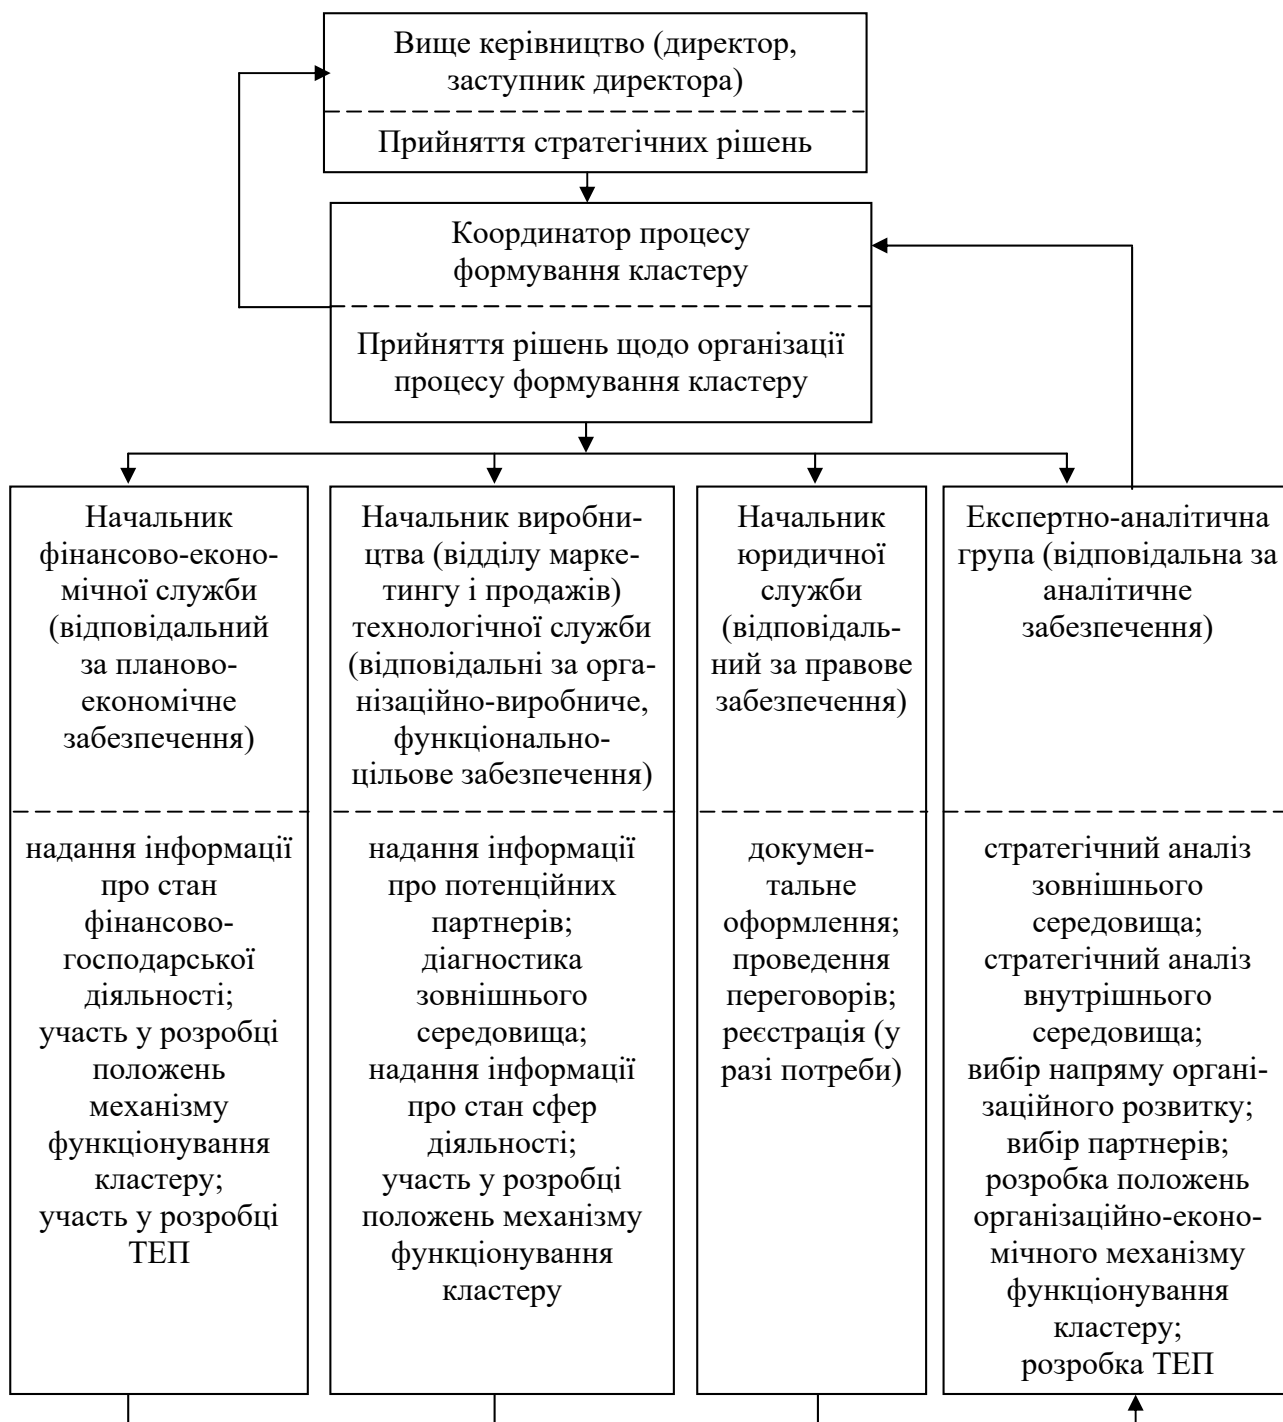 Вище керівництво (директор,
заступник директора)
Прийняття стратегічних рішень
Координатор процесу
формування кластеру
Прийняття рішень щодо організації
процесу формування кластеру
Начальник
фінансово-еконо-
мічної служби
(відповідальний
за планово-
економічне
забезпечення)
надання інформації
про стан
фінансово-
господарської
діяльності;
участь у розробці
положень
механізму
функціонування
кластеру;
участь у розробці
ТЕП
Начальник виробни-
цтва (відділу марке-
тингу і продажів)
технологічної служби
(відповідальні за орга-
нізаційно-виробниче,
функціонально-
цільове забезпечення)
надання інформації
про потенційних
партнерів;
діагностика
зовнішнього
середовища;
надання інформації
про стан сфер
діяльності;
участь у розробці
положень механізму
функціонування
кластеру
Начальник
юридичної
служби
(відповідаль-
ний за правове
забезпечення)
докумен-
тальне
оформлення;
проведення
переговорів;
реєстрація (у
разі потреби)
Експертно-аналітична
група (відповідальна за
аналітичне
забезпечення)
стратегічний аналіз
зовнішнього
середовища;
стратегічний аналіз
внутрішнього
середовища;
вибір напряму органі-
заційного розвитку;
вибір партнерів;
розробка положень
організаційно-еконо-
мічного механізму
функціонування
кластеру;
розробка ТЕП